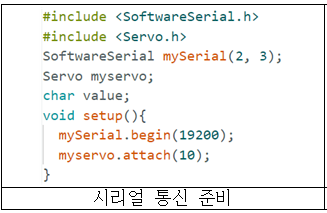 #include <SoftwareSerial.h>
#include <Servo.h>
SoftwareSerial mySerial(2, 3);
Servo myservo;
char value;
void setup(){
  mySerial.begin(19200);
  myservo.attach(10);
}
시리얼 통신 준비